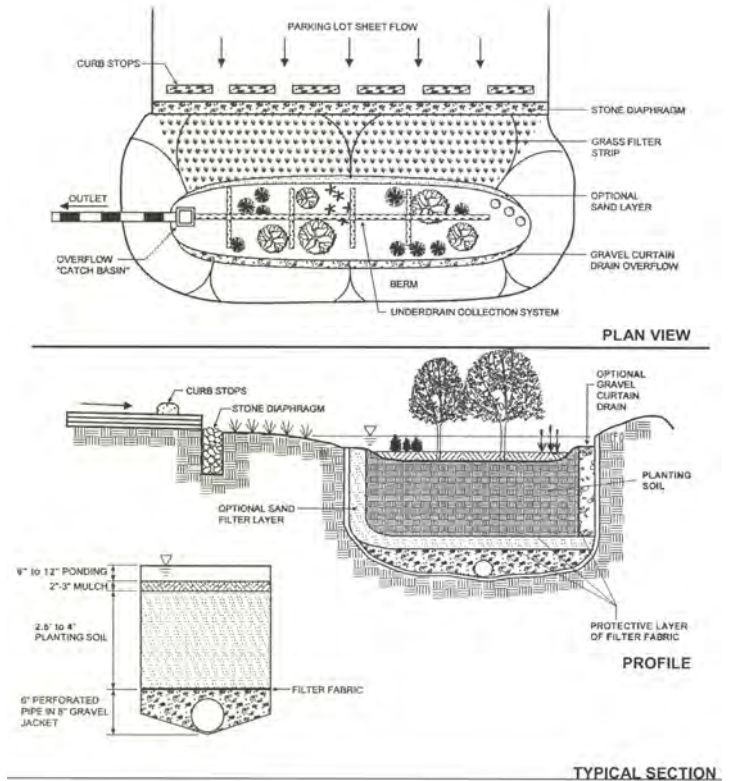 PARKING LOT SHEET FLOW
CURB STOPS
STONE DIAPHRAGM
GRASS FILTER
STRIP
OUTLET
OPTIONAL
SAND LAYER
OVERFLOW
"CATCH BASIN"
GRAVEL CURTAIN
DRAIN OVERFLOW
BERM
UNDERDRAIN COLLECTION SYSTEM
PLAN VIEW
CURB STOPS
STONE DIAPHRAGM
OPTIONAL
GRAVEL
CURTAIN
DRAIN
PLANTING
SOIL
OPTIONAL SAND
FILTER LAYER
6" to 12" PONDING
2"-3" MULCH
2.5' to 4'
PLANTING SOIL
PROTECTIVE LAYER
OF FILTER FABRIC
PROFILE
FILTER FABRIC
6" PERFORATED
PIPE IN 8" GRAVEL
JACKET
TYPICAL SECTION